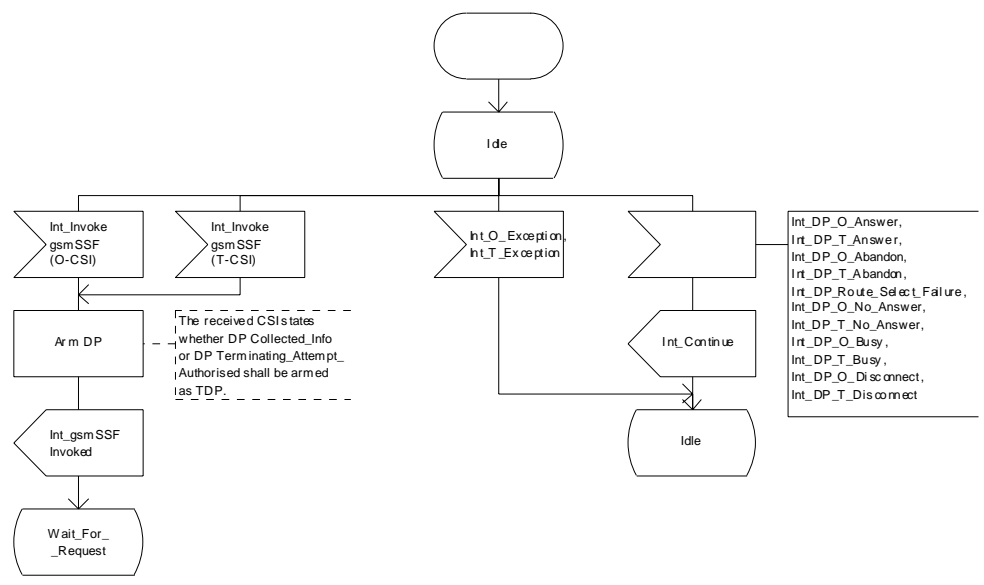 Idle
Int_Invoke
gsmSSF
(O-CSI)
Int_Invoke
gsmSSF
(T-CSI)
Int_O_Exception,
Int_T_Exception
Int_DP_O_Answer,
Int_DP_T_Answer,
Int_DP_O_Abandon,
Int_DP_T_Abandon,
Int_DP_Route_Select_Failure,
Int_DP_O_No_Answer,
Int_DP_T_No_Answer,
Int_DP_O_Busy,
Int_DP_T_Busy,
Int_DP_O_Disconnect,
Int_DP_T_Disconnect
Arm DP
The received CSI states
whether DP Collected_Info
or DP Terminating_Attempt_
Authorised shall be armed
as TDP.
Int_Continue
Int_gsmSSF
Invoked
Idle
Wait_For_
_Request